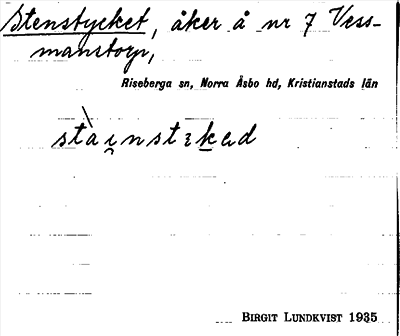 Stenstycket, åker å nr 7 Vess-
manstorp,
Riseberga sn, Norra Åsbo hd, Kristianstads län
BIRGIT LUNDKVIST 1935